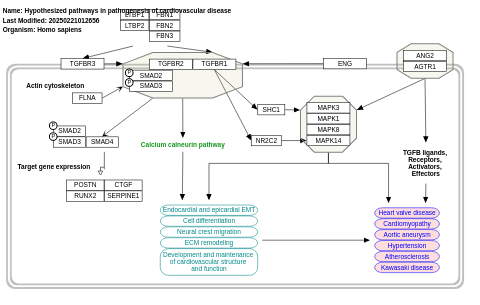 Name: Hypothesized pathways in pathogenesis of cardiovascular disease
Last Modified: 20250221012656
Organism: Homo sapiens
LTBP1 FBN1
LTBP2 FBN2
FBN3
TGFBR3
TGFBR2 TGFBR1
ENG
ANG2
AGTR1
P SMAD2
P SMAD3
Actin cytoskeleton
FLNA
SHC1
MAPK3
MAPK1
MAPK8
MAPK14
NR2C2
P SMAD2
P SMAD3 SMAD4
Calcium calneurin pathway
TGFB ligands,
Receptors,
Activators,
Effectors
Target gene expression
POSTN CTGF
RUNX2 SERPINE1
Endocardial and epicardial EMT
Cell differentiation
Neural crest migration
ECM remodeling
Development and maintenance
of cardiovascular structure
and function
Heart valve disease
Cardiomyopathy
Aortic aneurysm
Hypertension
Atherosclerosis
Kawasaki disease